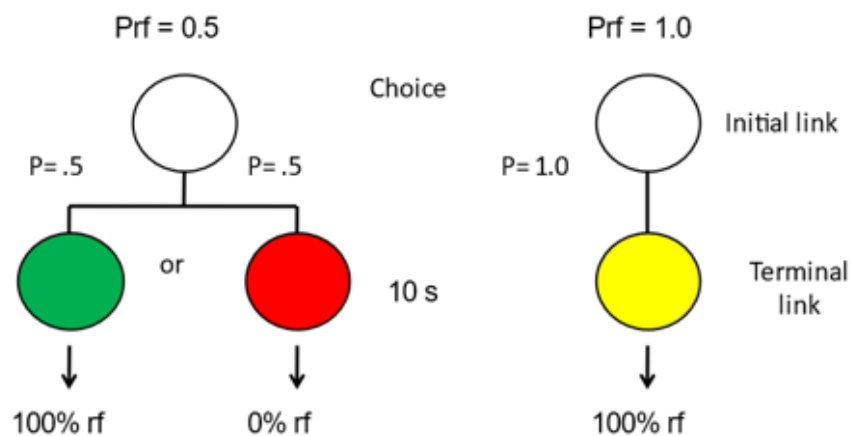 Prf = 0.5
Prf = 1.0
Choice
Initial link
P= .5
P= .5
P= 1.0
or
10 s
Terminal
link
100% rf
0% rf
100% rf